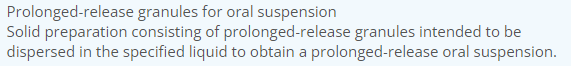 Prolonged-release granules for oral suspension
Solid preparation consisting of prolonged-release granules intended to be
dispersed in the specified liquid to obtain a prolonged-release oral suspension.